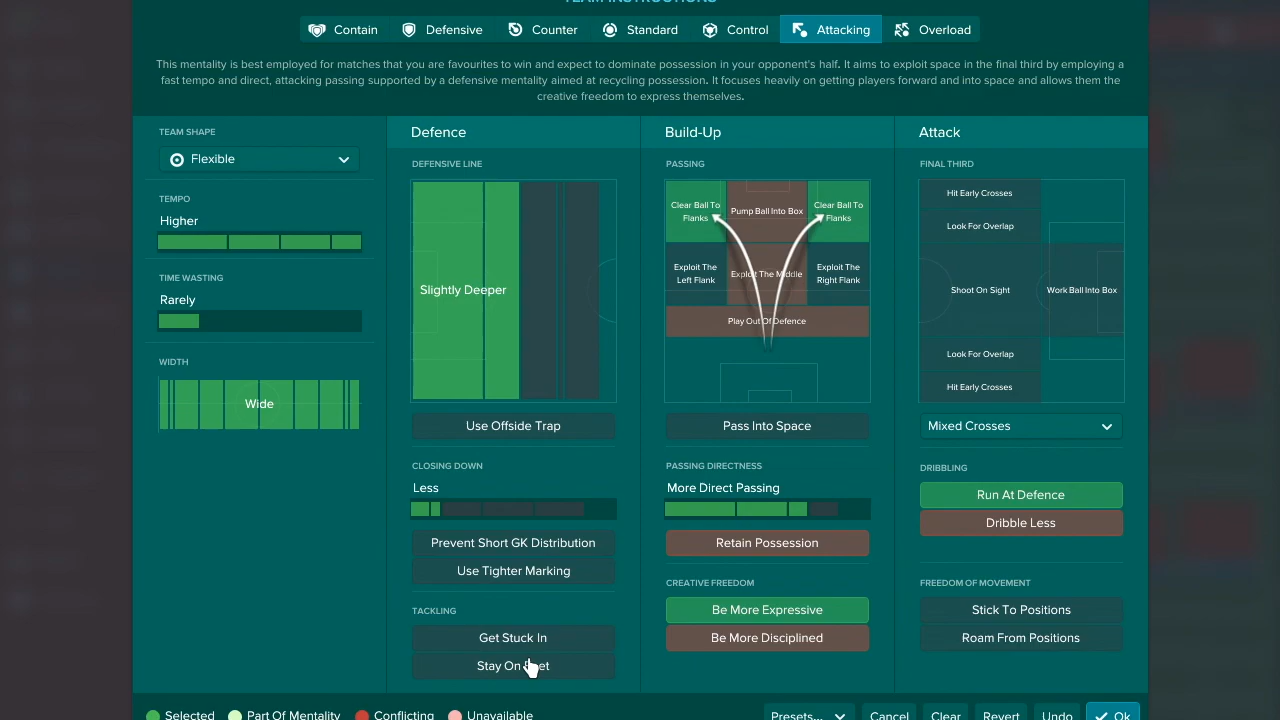 TEAM INSTRUCTIONS
Contain
Defensive
Counter
Standard
Control
Attacking
Overload
This mentality is best employed for matches that you are favourites to win and expect to dominate possession in your opponent's half. It aims to exploit space in the final third by employing a
fast tempo and direct, attacking passing supported by a defensive mentality aimed at recycling possession. It focuses heavily on getting players forward and into space and allows them the
creative freedom to express themselves.
TEAM SHAPE
Flexible
TEMPO
Higher
TIME WASTING
Rarely
WIDTH
Wide
Defence
DEFENSIVE LINE
Slightly Deeper
Use Offside Trap
CLOSING DOWN
Less
Prevent Short GK Distribution
Use Tighter Marking
TACKLING
Get Stuck In
Stay On Feet
Build-Up
PASSING
Clear Ball To
Flanks
Pump Ball Into Box
Clear Ball To
Flanks
Exploit The
Left Flank
Exploit The Middle
Exploit The
Right Flank
Play Out Of Defence
Pass Into Space
PASSING DIRECTNESS
More Direct Passing
Retain Possession
CREATIVE FREEDOM
Be More Expressive
Be More Disciplined
Attack
FINAL THIRD
Hit Early Crosses
Look For Overlap
Shoot On Sight
Work Ball Into Box
Look For Overlap
Hit Early Crosses
Mixed Crosses
DRIBBLING
Run At Defence
Dribble Less
FREEDOM OF MOVEMENT
Stick To Positions
Roam From Positions
Selected
Part Of Mentality
Conflicting
Unavailable
Presets...
Cancel
Clear
Revert
Undo
Ok